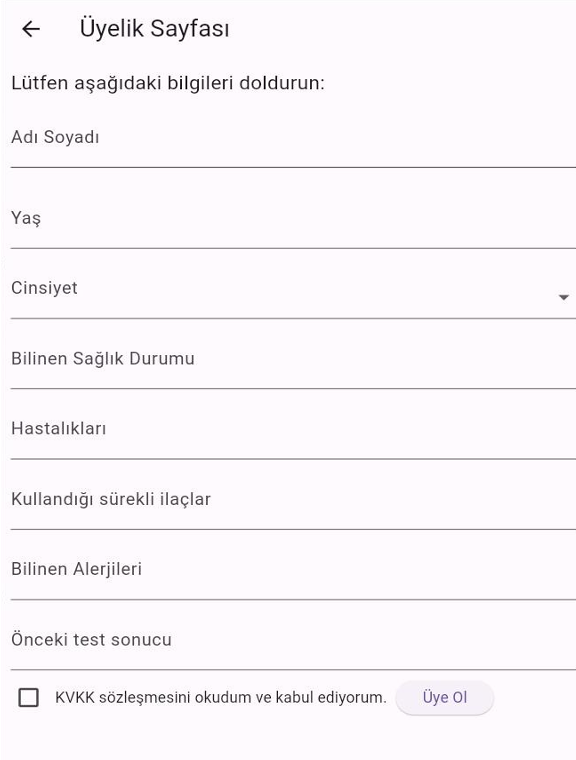 Üyelik Sayfası
Lütfen aşağıdaki bilgileri doldurun:
Adı Soyadı
Yaş
Cinsiyet
Bilinen Sağlık Durumu
Hastalıkları
Kullandığı sürekli ilaçlar
Bilinen Alerjileri
Önceki test sonucu
KVKK sözleşmesini okudum ve kabul ediyorum. Üye Ol